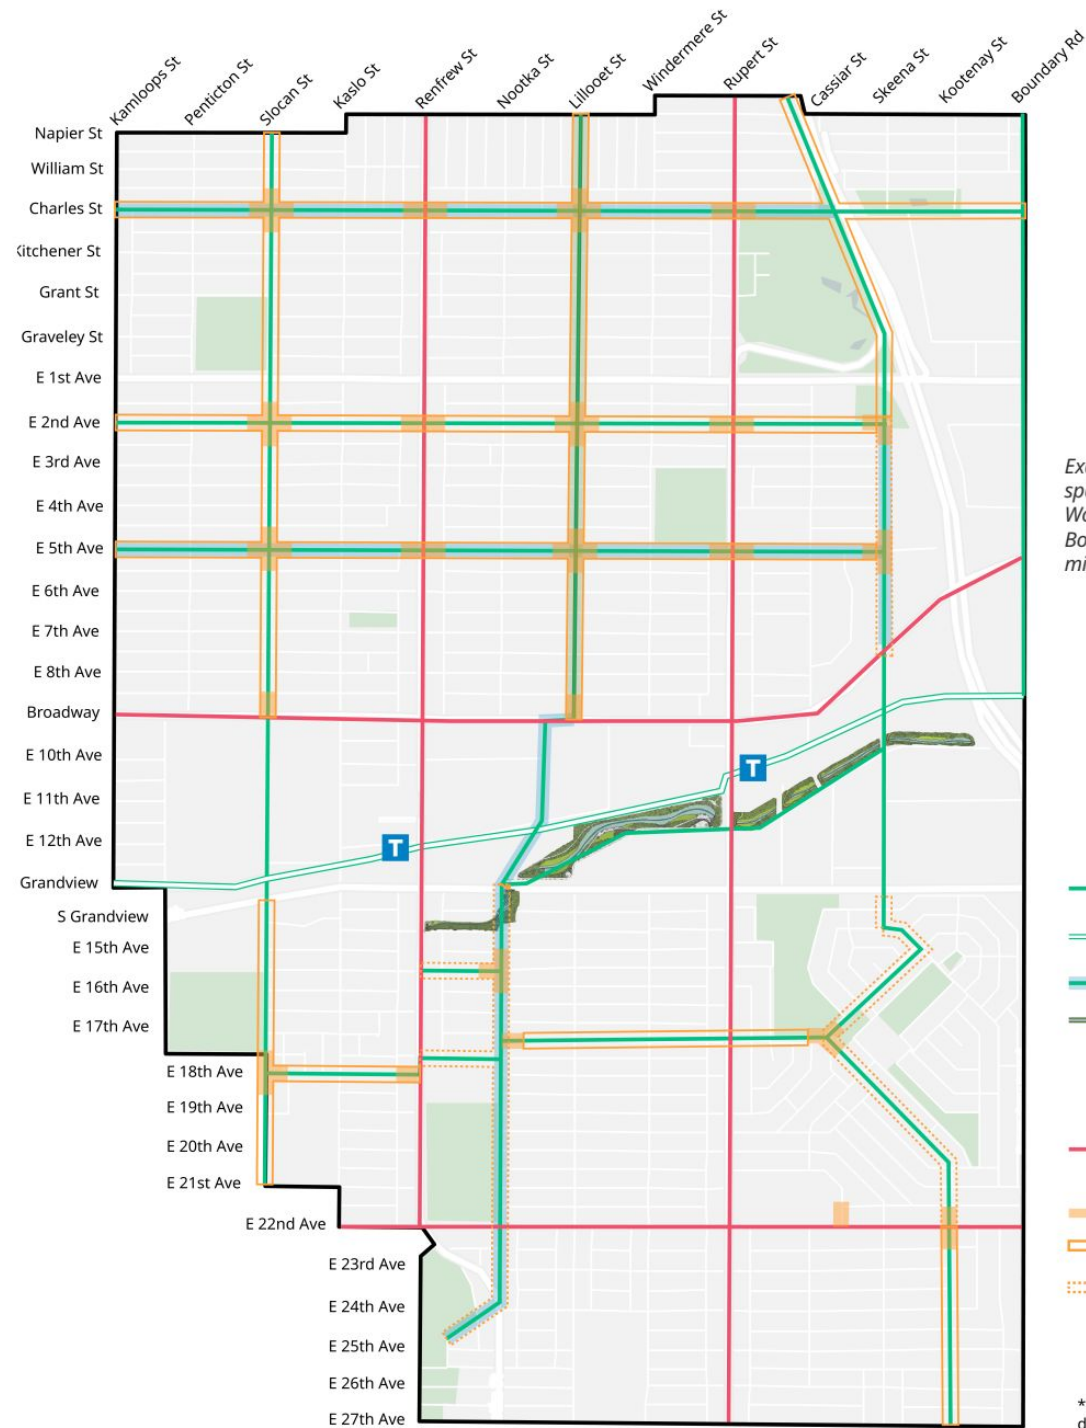 Kamloops St
Penticton St
Slocan St
Kaslo St
Renfrew St
Nootka St
Lillooet St
Windermere St
Rupert St
Cassiar St
Skeena St
Kootenay St
Boundary Rd
Napier St
William St
Charles St
Kitchener St
Grant St
Graveley St
E 1st Ave
E 2nd Ave
E 3rd Ave
E 4th Ave
E 5th Ave
E 6th Ave
E 7th Ave
E 8th Ave
Broadway
E 10th Ave
E 11th Ave
E 12th Ave
Grandview
S Grandview
E 15th Ave
E 16th Ave
E 17th Ave
E 18th Ave
E 19th Ave
E 20th Ave
E 21st Ave
E 22nd Ave
E 23rd Ave
E 24th Ave
E 25th Ave
E 26th Ave
E 27th Ave
T
T